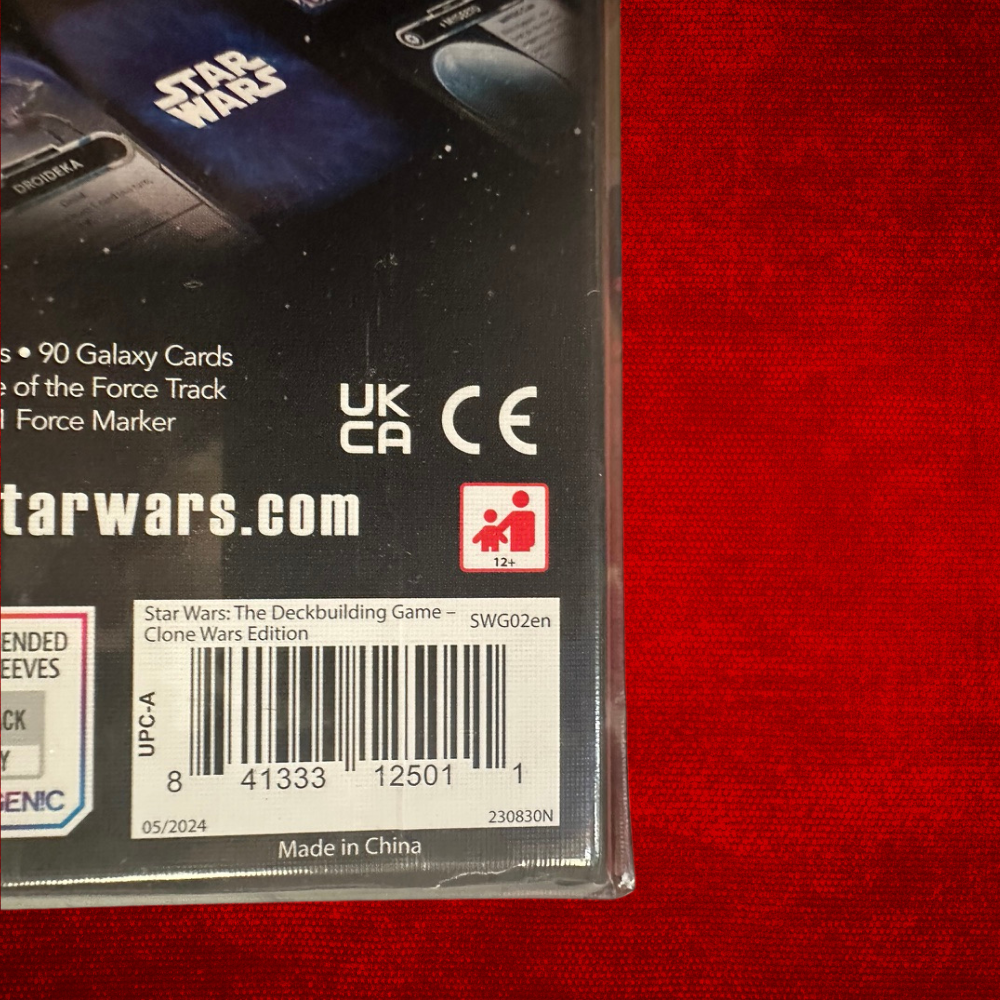 STAR
WARS
DROIDEKA
s • 90 Galaxy Cards
e of the Force Track
Force Marker
UK
CA
CE
tarwars.com
12+
Star Wars: The Deckbuilding Game –
Clone Wars Edition
SWG02en
ENDED
EEVES
CK
Y
UPC-A
8 41333 12501 1
05/2024
230830N
Made in China